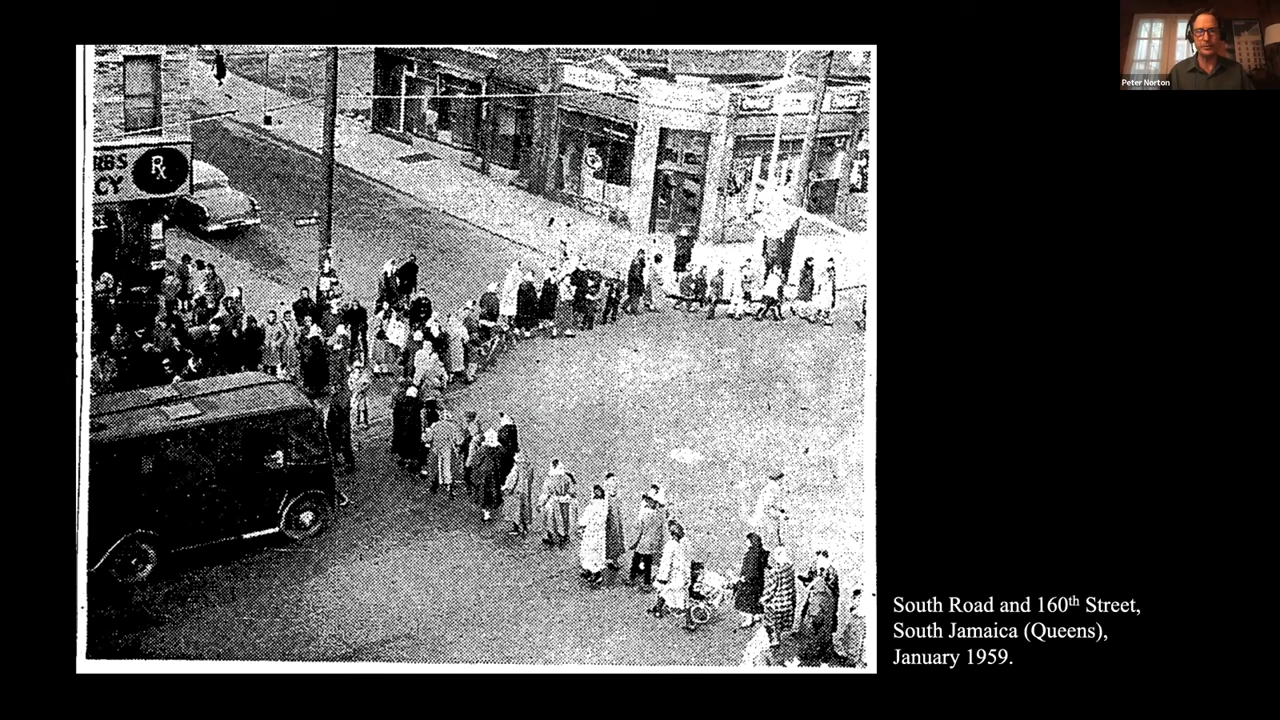 Peter Norton
RBS
CY
Rx
South Road and 160th Street,
South Jamaica (Queens),
January 1959.